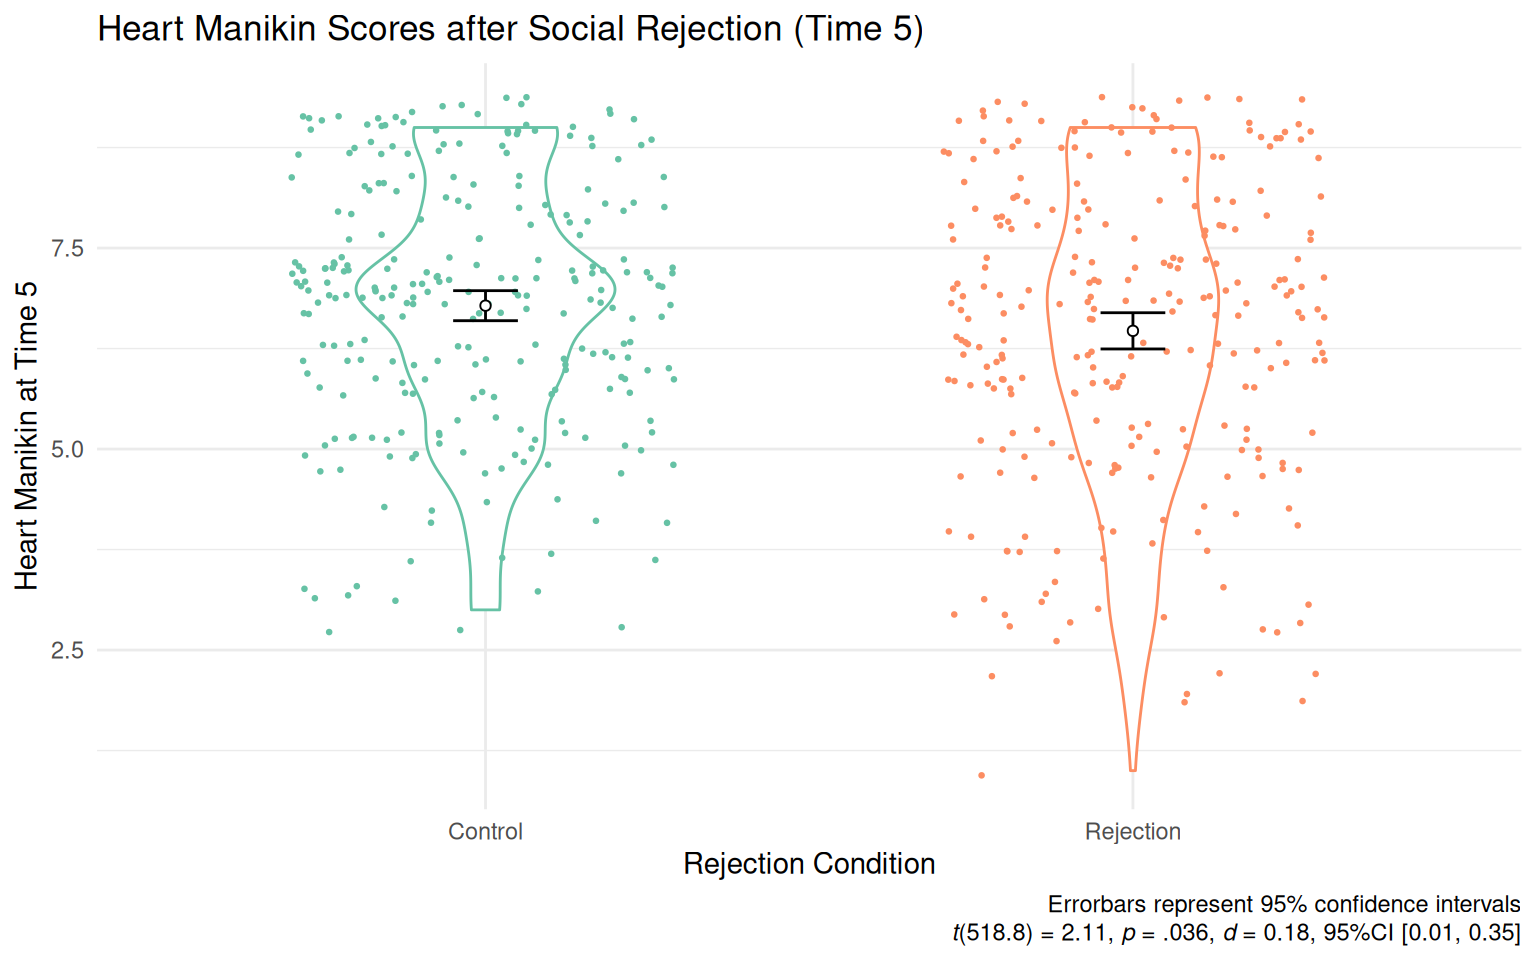 Heart Manikin Scores after Social Rejection (Time 5)
Heart Manikin at Time 5
7.5
5.0
2.5
Control
Rejection
Rejection Condition
Errorbars represent 95% confidence intervals
t(518.8) = 2.11, p = .036, d = 0.18, 95%CI [0.01, 0.35]